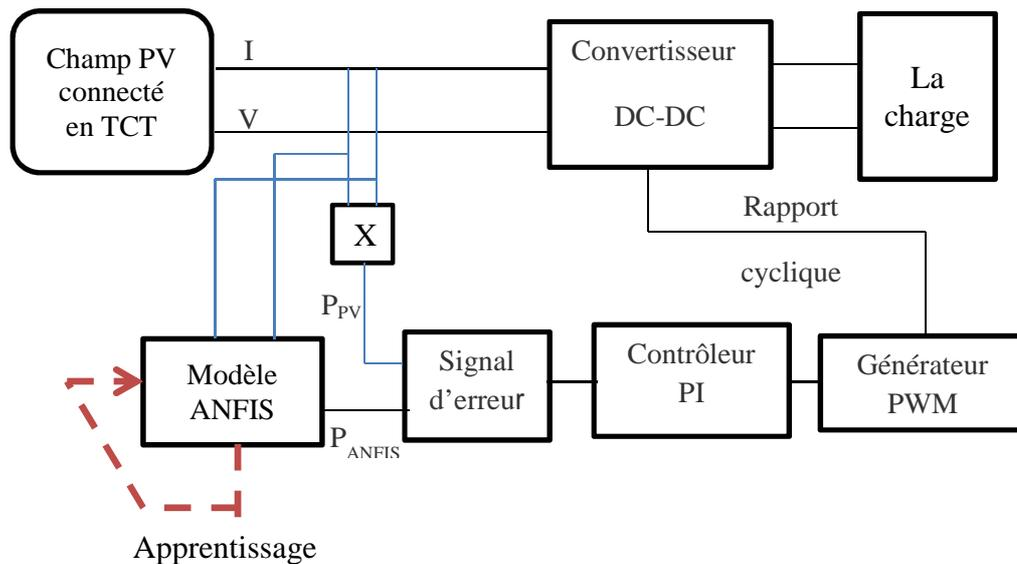 Champ PV
connecté
en TCT
I
V
Convertisseur
DC-DC
La
charge
Rapport
cyclique
X
PPV
Modèle
ANFIS
PANFIS
Signal
d’erreur
Contrôleur
PI
Générateur
PWM
Apprentissage